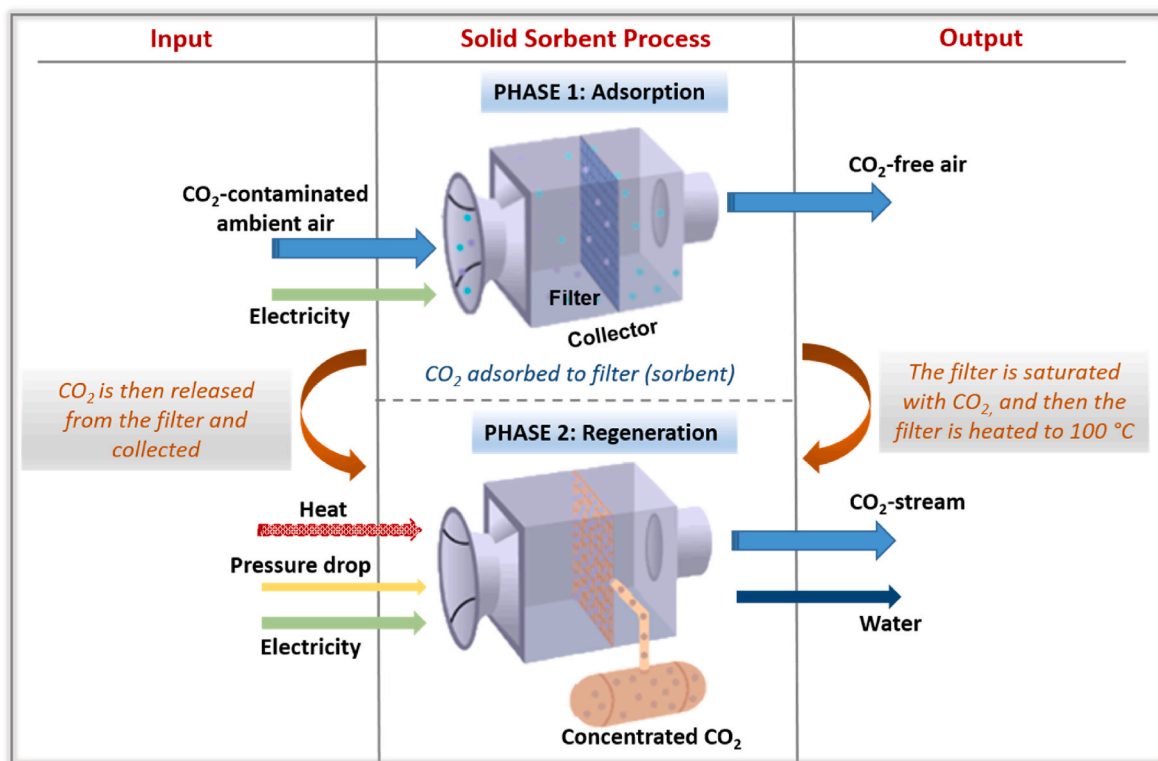 Input
Solid Sorbent Process
Output
PHASE 1: Adsorption
CO₂-contaminated
ambient air
Electricity
Filter
Collector
CO₂-free air
CO₂ adsorbed to filter (sorbent)
CO₂ is then released
from the filter and
collected
The filter is saturated
with CO₂, and then the
filter is heated to 100 °C
PHASE 2: Regeneration
Heat
Pressure drop
Electricity
CO₂-stream
Water
Concentrated CO₂